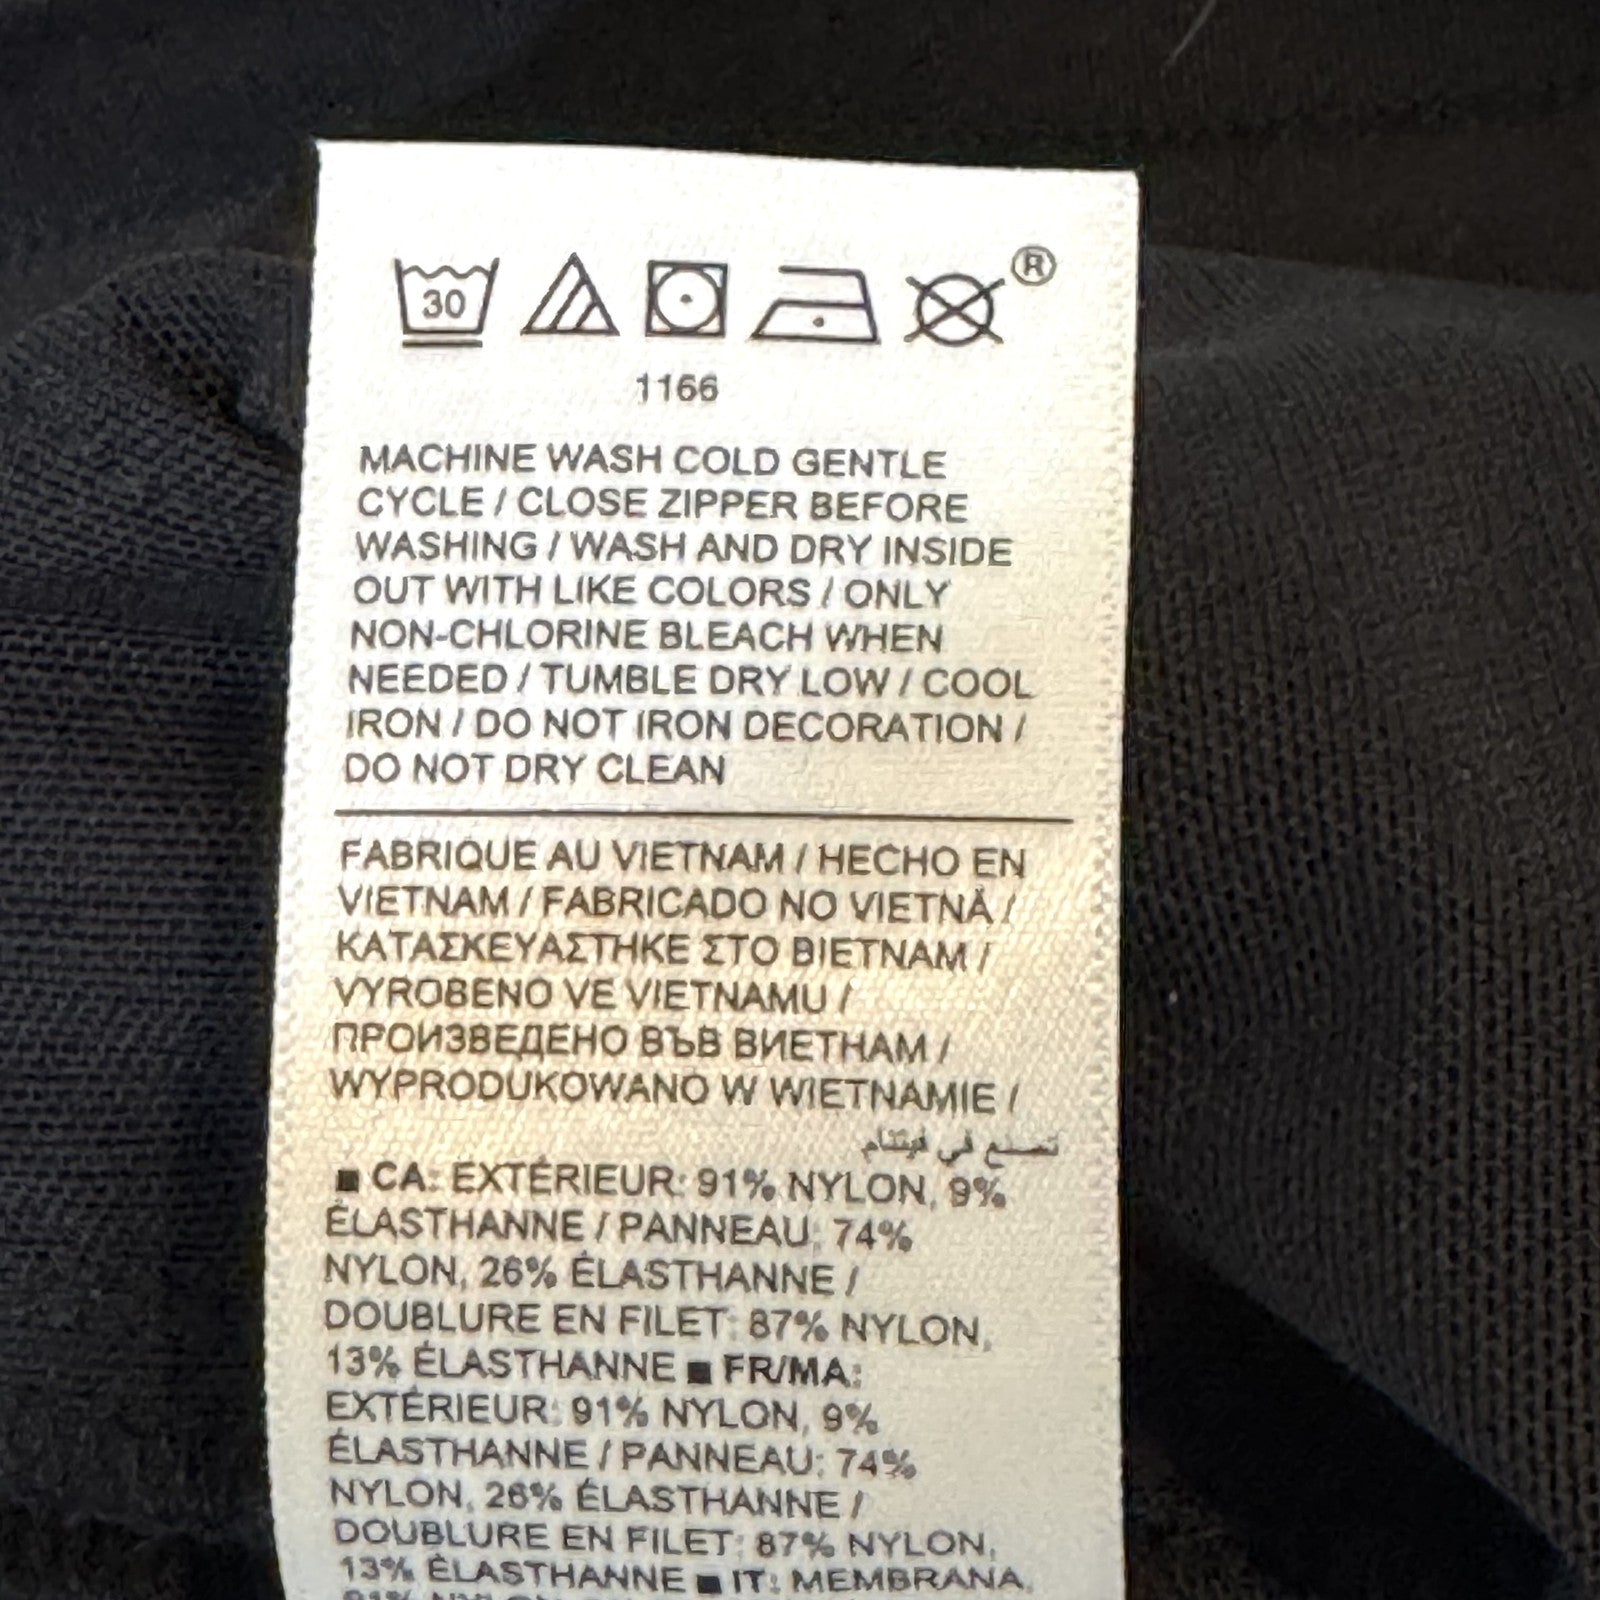 30
®
1166
MACHINE WASH COLD GENTLE
CYCLE / CLOSE ZIPPER BEFORE
WASHING / WASH AND DRY INSIDE
OUT WITH LIKE COLORS / ONLY
NON-CHLORINE BLEACH WHEN
NEEDED / TUMBLE DRY LOW / COOL
IRON / DO NOT IRON DECORATION /
DO NOT DRY CLEAN
FABRIQUE AU VIETNAM / HECHO EN
VIETNAM / FABRICADO NO VIETNÃ /
ΚΑΤΑΣΚΕΥΑΣΤΗΚΕ ΣΤΟ ΒΙΕΤΝΑΜ /
VYROBENO VE VIETNAMU /
ПРОИЗВЕДЕНО ВЪВ ВИЕТНАМ /
WYPRODUKOWANO W WIETNAMIE /
تصنع في فيتنام
■ CA: EXTÉRIEUR: 91% NYLON, 9%
ÉLASTHANNE / PANNEAU: 74%
NYLON, 26% ÉLASTHANNE /
DOUBLURE EN FILET: 87% NYLON,
13% ÉLASTHANNE ■ FR/MA:
EXTÉRIEUR: 91% NYLON, 9%
ÉLASTHANNE / PANNEAU: 74%
NYLON, 26% ÉLASTHANNE /
DOUBLURE EN FILET: 87% NYLON,
13% ÉLASTHANNE ■ IT: MEMBRANA